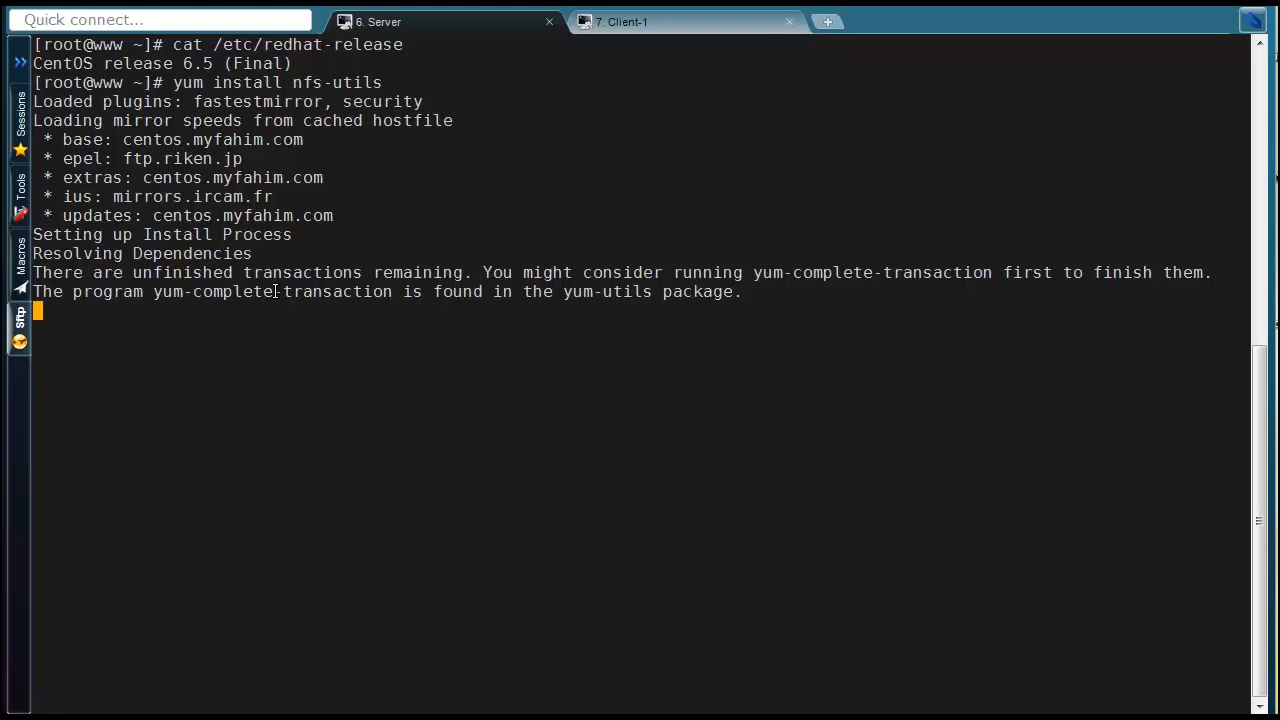 Quick connect...
6. Server
7. Client-1
Sessions
Tools
Macros
Sftp
[root@www ~]# cat /etc/redhat-release
CentOS release 6.5 (Final)
[root@www ~]# yum install nfs-utils
Loaded plugins: fastestmirror, security
Loading mirror speeds from cached hostfile
 * base: centos.myfahim.com
 * epel: ftp.riken.jp
 * extras: centos.myfahim.com
 * ius: mirrors.ircam.fr
 * updates: centos.myfahim.com
Setting up Install Process
Resolving Dependencies
There are unfinished transactions remaining. You might consider running yum-complete-transaction first to finish them.
The program yum-complete-transaction is found in the yum-utils package.